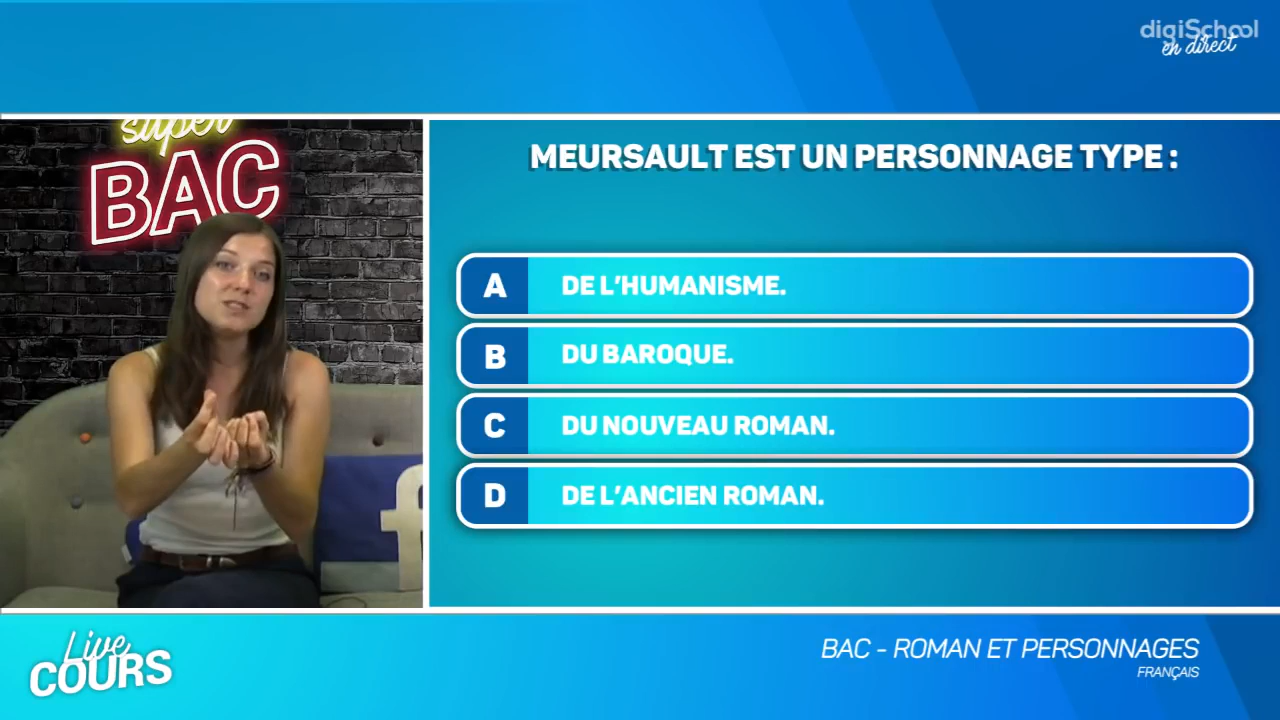 digiSchool
en direct
super
BAC
MEURSAULT EST UN PERSONNAGE TYPE :
A DE L'HUMANISME.
B DU BAROQUE.
C DU NOUVEAU ROMAN.
D DE L'ANCIEN ROMAN.
f
Live
COURS
BAC - ROMAN ET PERSONNAGES
FRANÇAIS